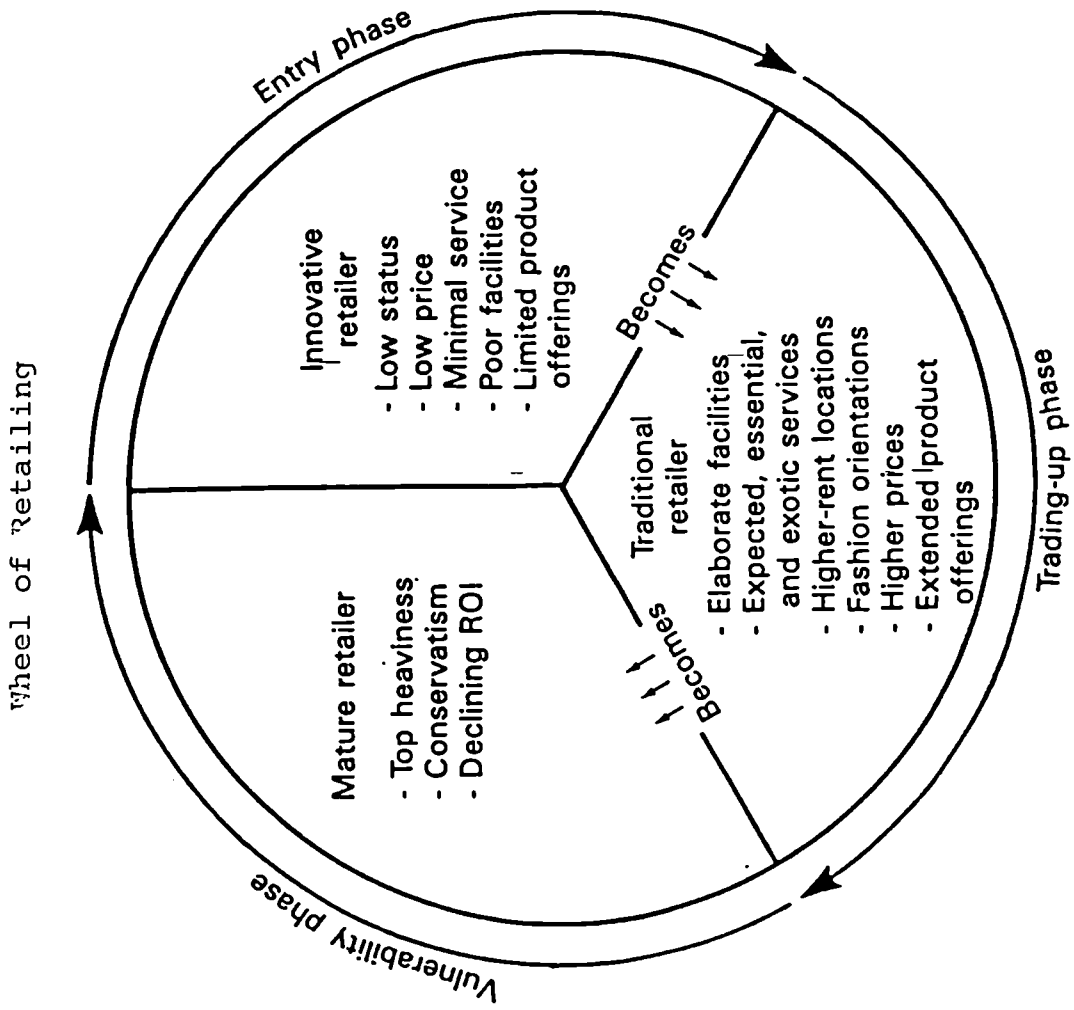 Wheel of Retailing
Entry phase
Innovative
retailer
- Low status
- Low price
- Minimal service
- Poor facilities
- Limited product
offerings
Becomes
Trading-up phase
Traditional
retailer
- Elaborate facilities
- Expected, essential,
and exotic services
- Higher-rent locations
- Fashion orientations
- Higher prices
- Extended product
offerings
Becomes
Vulnerability phase
Mature retailer
- Top heaviness
- Conservatism
- Declining ROI